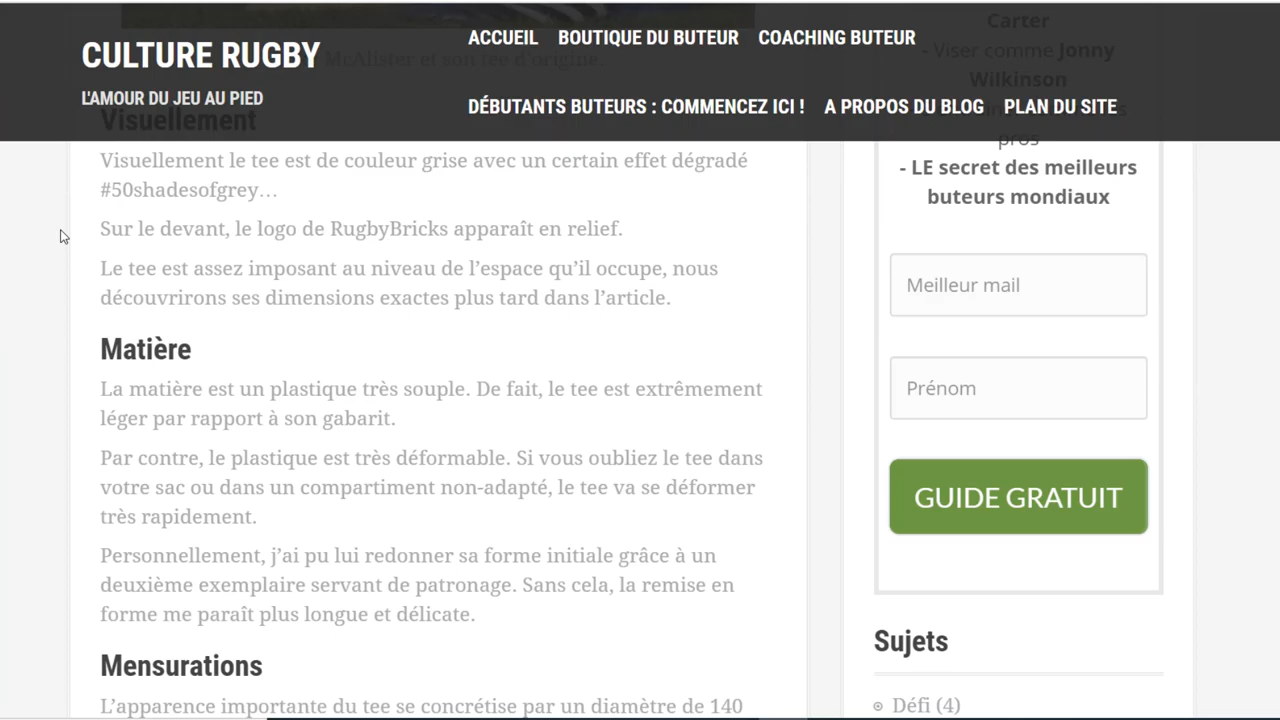 CULTURE RUGBY
L'AMOUR DU JEU AU PIED
ACCUEIL BOUTIQUE DU BUTEUR COACHING BUTEUR
DÉBUTANTS BUTEURS : COMMENCEZ ICI ! A PROPOS DU BLOG PLAN DU SITE
McAlister et son tee d'origine.
Visuellement
Visuellement le tee est de couleur grise avec un certain effet dégradé
#50shadesofgrey…
Sur le devant, le logo de RugbyBricks apparaît en relief.
Le tee est assez imposant au niveau de l’espace qu’il occupe, nous
découvrirons ses dimensions exactes plus tard dans l’article.
Matière
La matière est un plastique très souple. De fait, le tee est extrêmement
léger par rapport à son gabarit.
Par contre, le plastique est très déformable. Si vous oubliez le tee dans
votre sac ou dans un compartiment non-adapté, le tee va se déformer
très rapidement.
Personnellement, j’ai pu lui redonner sa forme initiale grâce à un
deuxième exemplaire servant de patronage. Sans cela, la remise en
forme me paraît plus longue et délicate.
Mensurations
L’apparence importante du tee se concrétise par un diamètre de 140
Carter
- Viser comme Jonny
Wilkinson
pros
- LE secret des meilleurs
buteurs mondiaux
Meilleur mail
Prénom
GUIDE GRATUIT
Sujets
Défi (4)